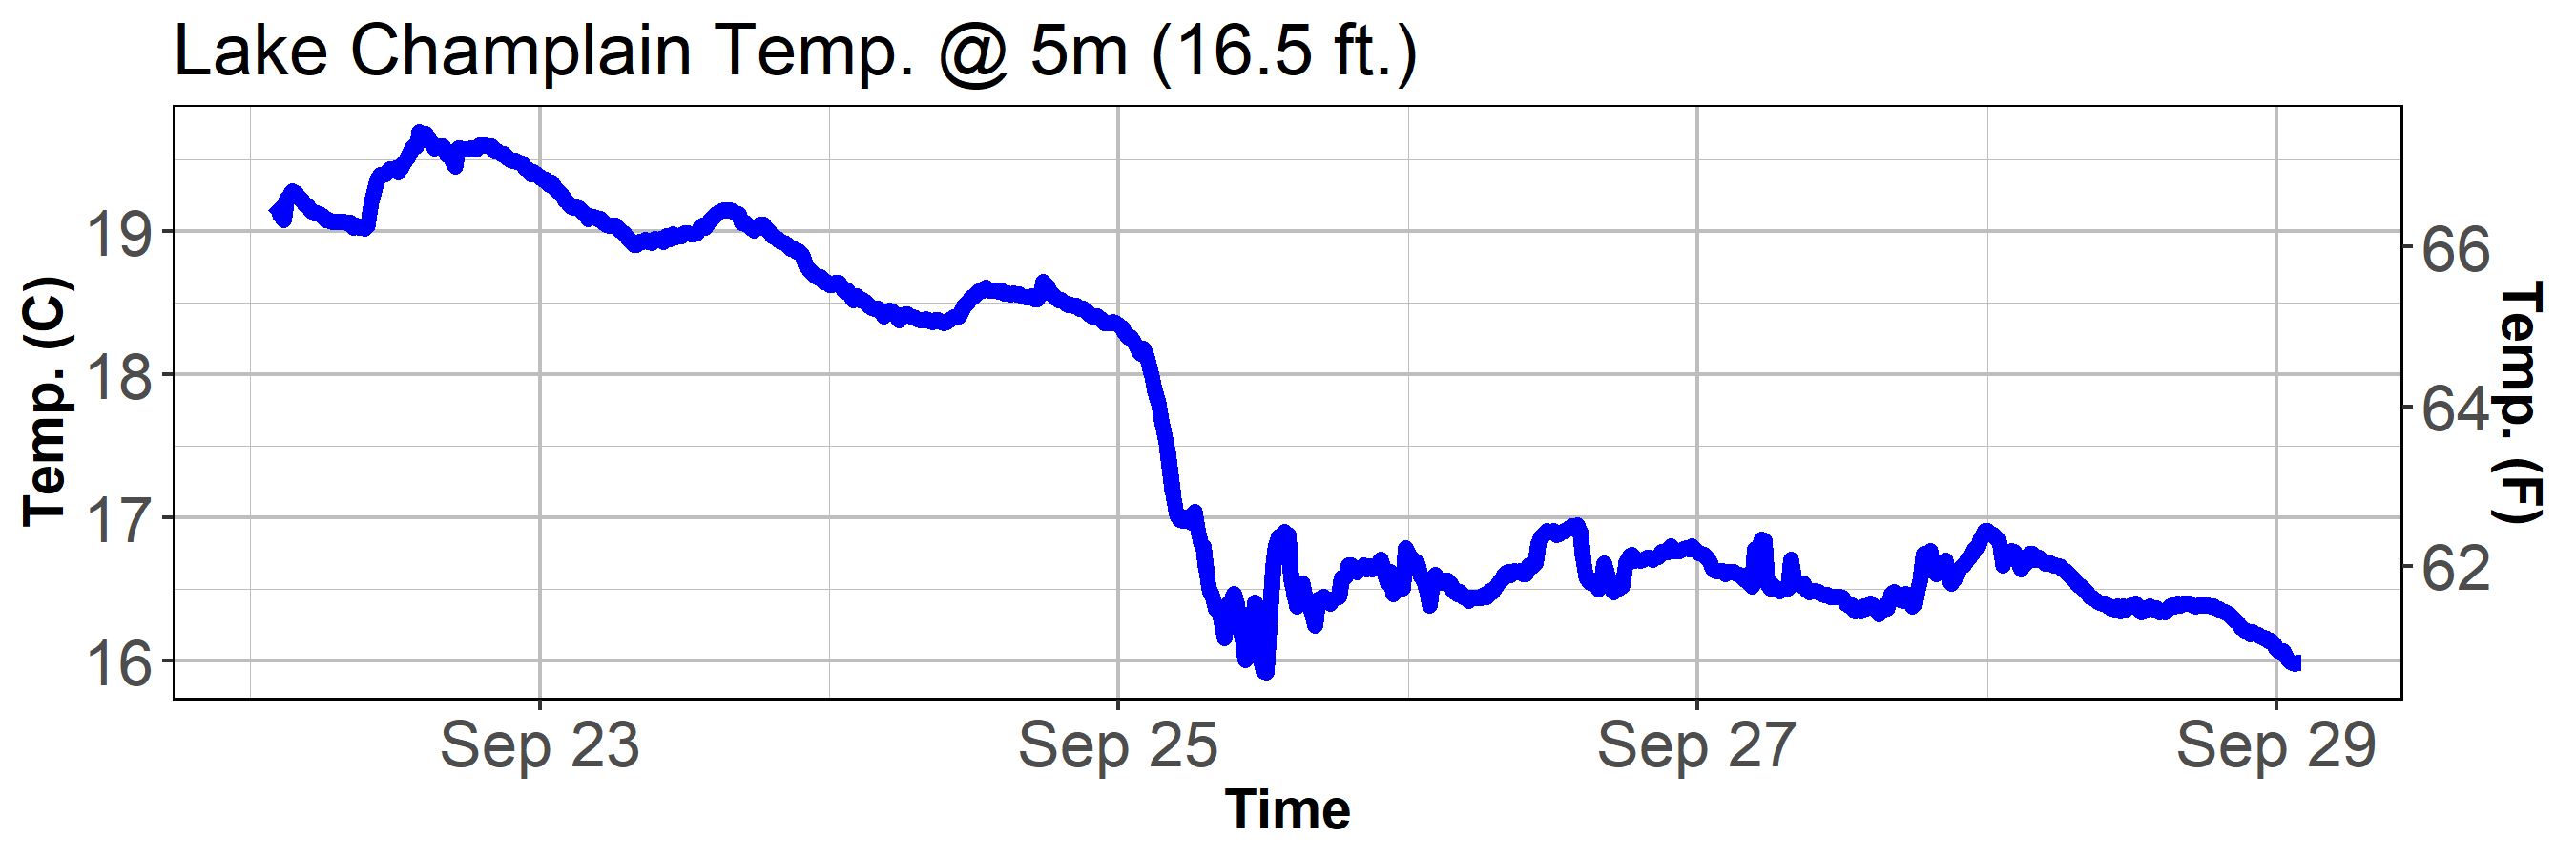 Lake Champlain Temp. @ 5m (16.5 ft.)
Temp. (C)
19
18
17
16
66
64
62
Temp. (F)
Sep 23
Sep 25
Sep 27
Sep 29
Time